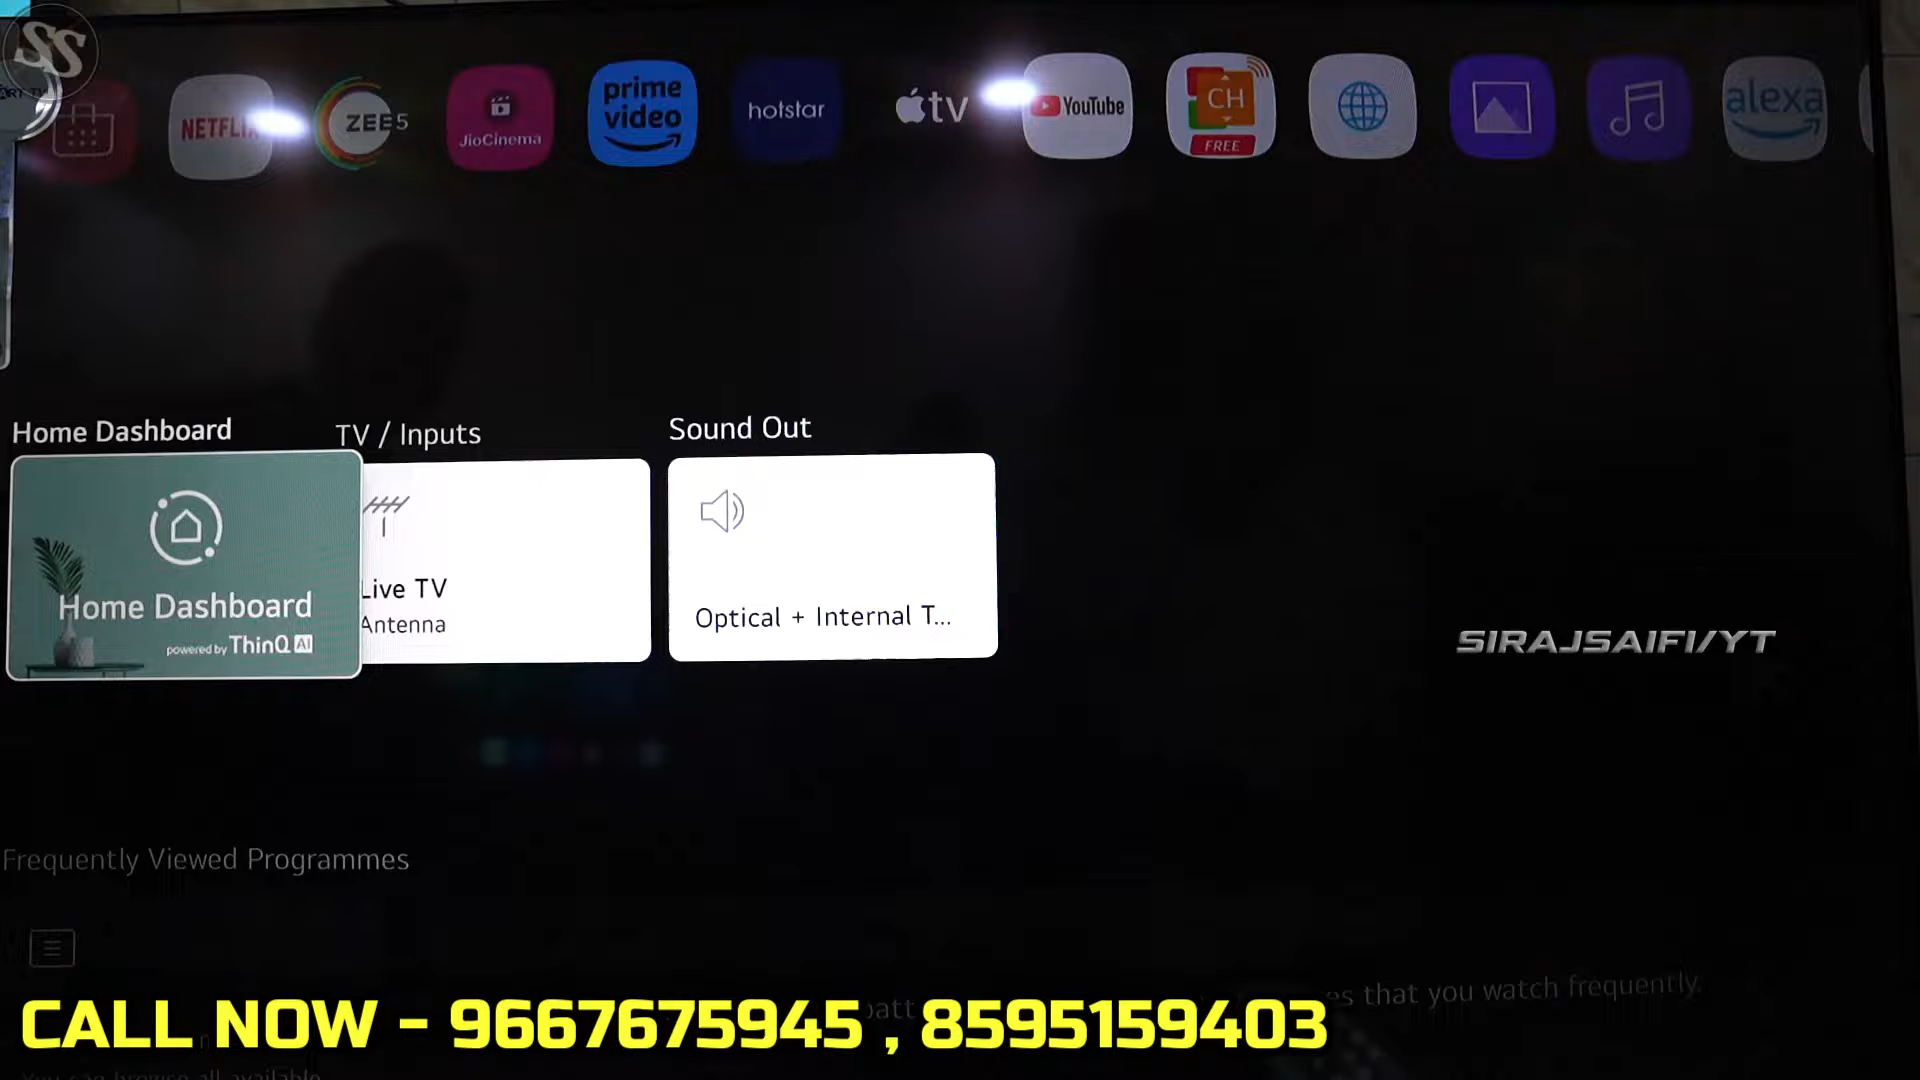 SS
NETFLI
ZEE5
JioCinema
prime
video
hotstar
tv
YouTube
CH
FREE
alexa
Home Dashboard
TV / Inputs
Sound Out
Home Dashboard
powered by ThinQ AI
Live TV
Antenna
Optical + Internal T...
SIRAJSAIFI/YT
Frequently Viewed Programmes
that you watch frequently.
CALL NOW - 9667675945 , 8595159403